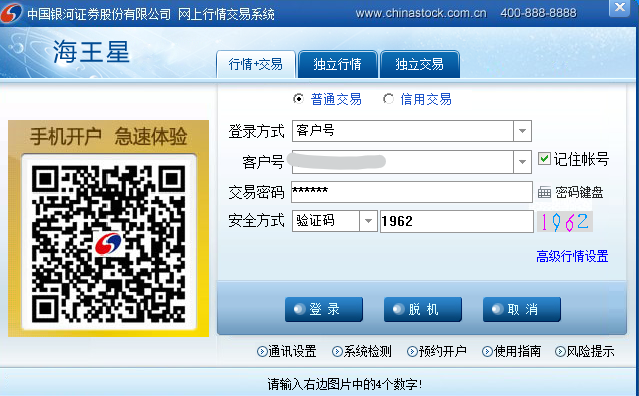 中国银河证券股份有限公司 网上行情交易系统 www.chinastock.com.cn 400-888-8888
海王星
行情+交易 独立行情 独立交易
普通交易 信用交易
手机开户 急速体验
登录方式 客户号
客户号 记住帐号
交易密码 ****** 密码键盘
安全方式 验证码 1962 1962
高级行情设置
登录 脱机 取消
通讯设置 系统检测 预约开户 使用指南 风险提示
请输入右边图片中的4个数字!